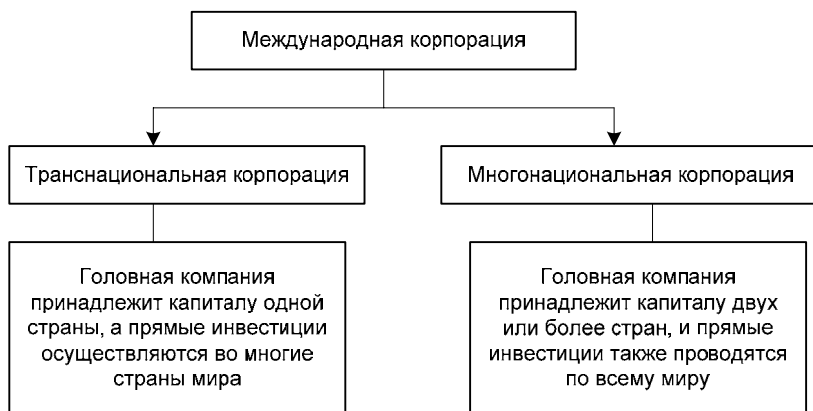 Международная корпорация
Транснациональная корпорация
Многонациональная корпорация
Головная компания
принадлежит капиталу одной
страны, а прямые инвестиции
осуществляются во многие
страны мира
Головная компания
принадлежит капиталу двух
или более стран, и прямые
инвестиции также проводятся
по всему миру